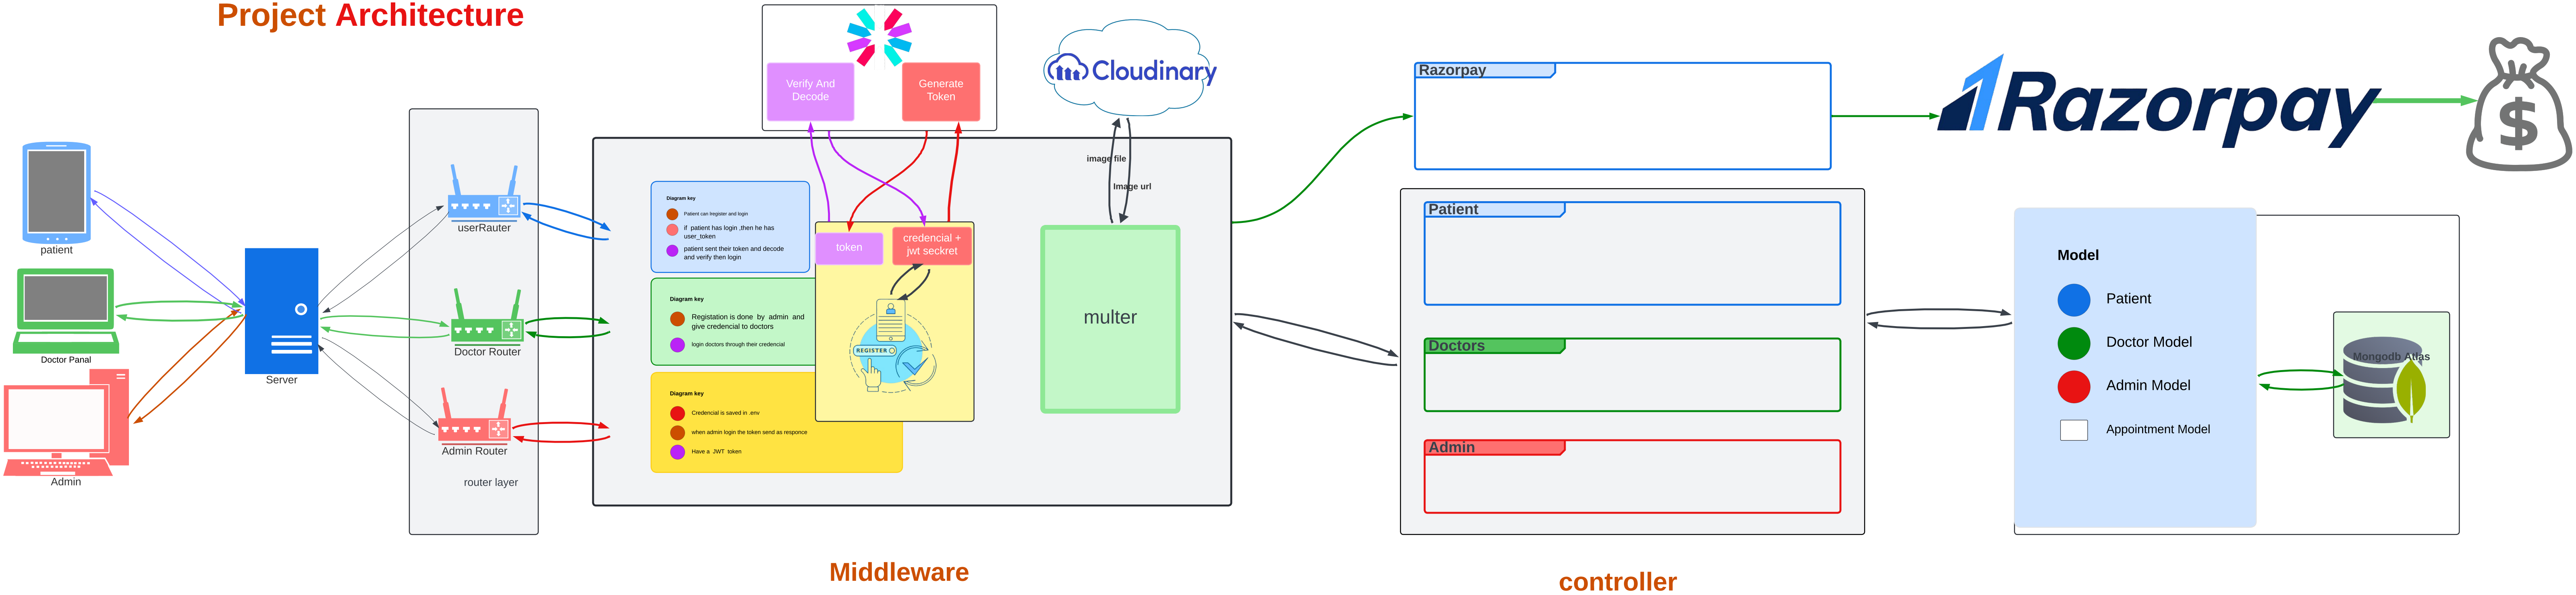 Project Architecture
patient
Doctor Panal
Admin
Server
userRauter
Doctor Router
Admin Router
router layer
Verify And
Decode
Generate
Token
Cloudinary
image file
Image url
Diagram key
Patient can hregister and login
if patient has login ,then he has
user_token
patient sent their token and decode
and verify then login
Diagram key
Registation is done by admin and
give credential to doctors
login doctors through their credencial
Diagram key
Credencial is saved in .env
when admin login the token send as responce
Have a JWT token
token
credencial +
jwt seckret
REGISTER
multer
Middleware
Razorpay
Patient
Doctors
Admin
controller
Razorpay
$
Model
Patient
Doctor Model
Admin Model
Appointment Model
Mongodb Atlas